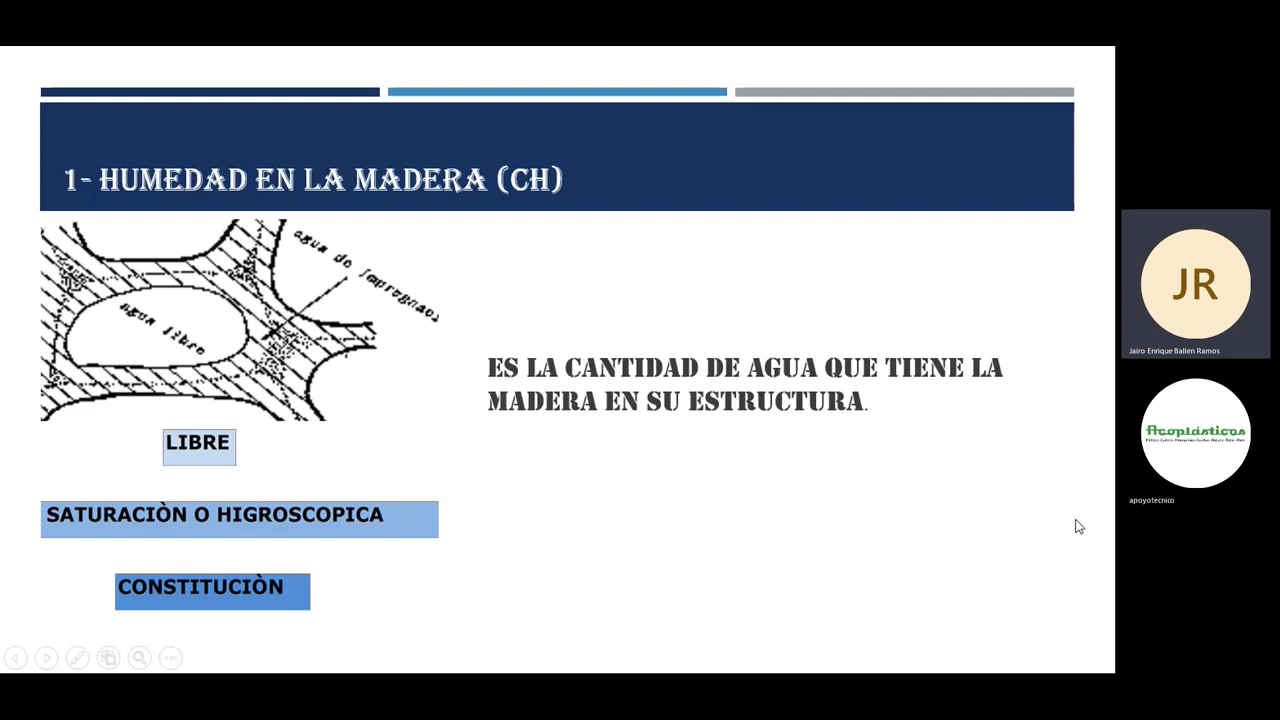 1- HUMEDAD EN LA MADERA (CH)
agua de impregnac
agua libre
ES LA CANTIDAD DE AGUA QUE TIENE LA
MADERA EN SU ESTRUCTURA.
LIBRE
SATURACIÒN O HIGROSCOPICA
CONSTITUCIÒN
JR
Jairo Enrique Ballen Ramos
Acoplásticos
apoyotecnico